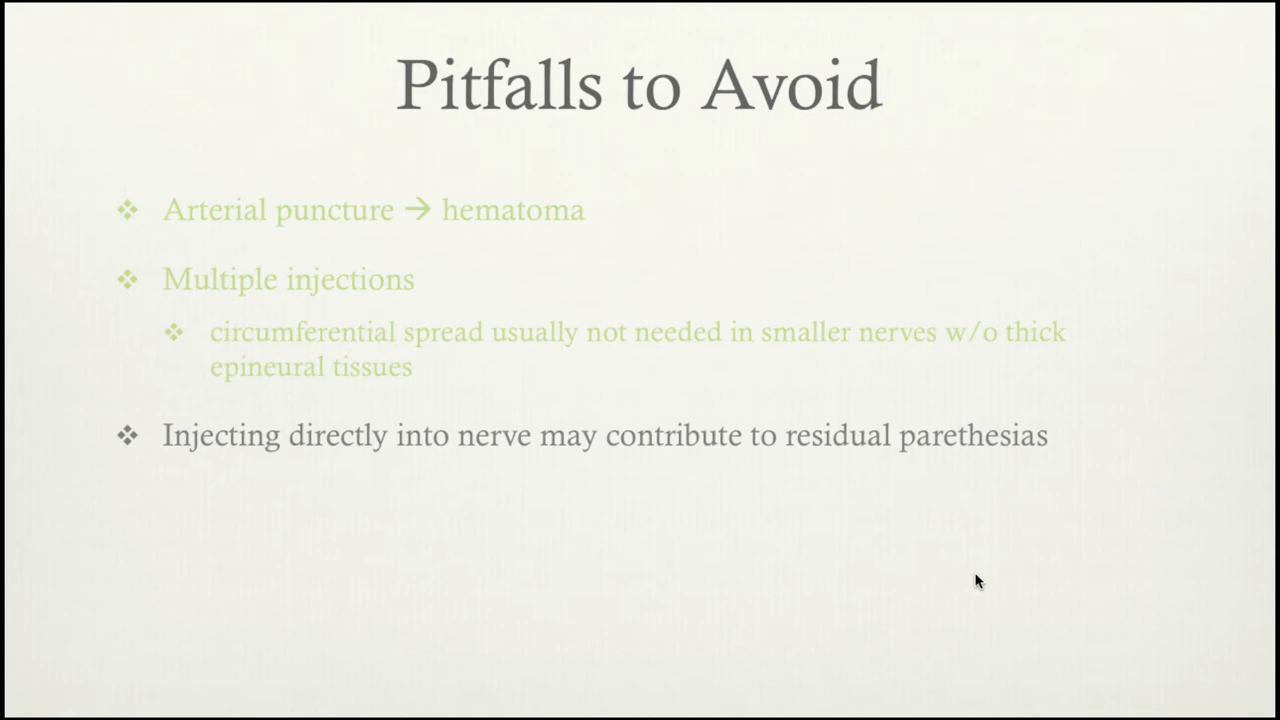 Pitfalls to Avoid
❖ Arterial puncture → hematoma
❖ Multiple injections
❖ circumferential spread usually not needed in smaller nerves w/o thick
epineural tissues
❖ Injecting directly into nerve may contribute to residual parethesias